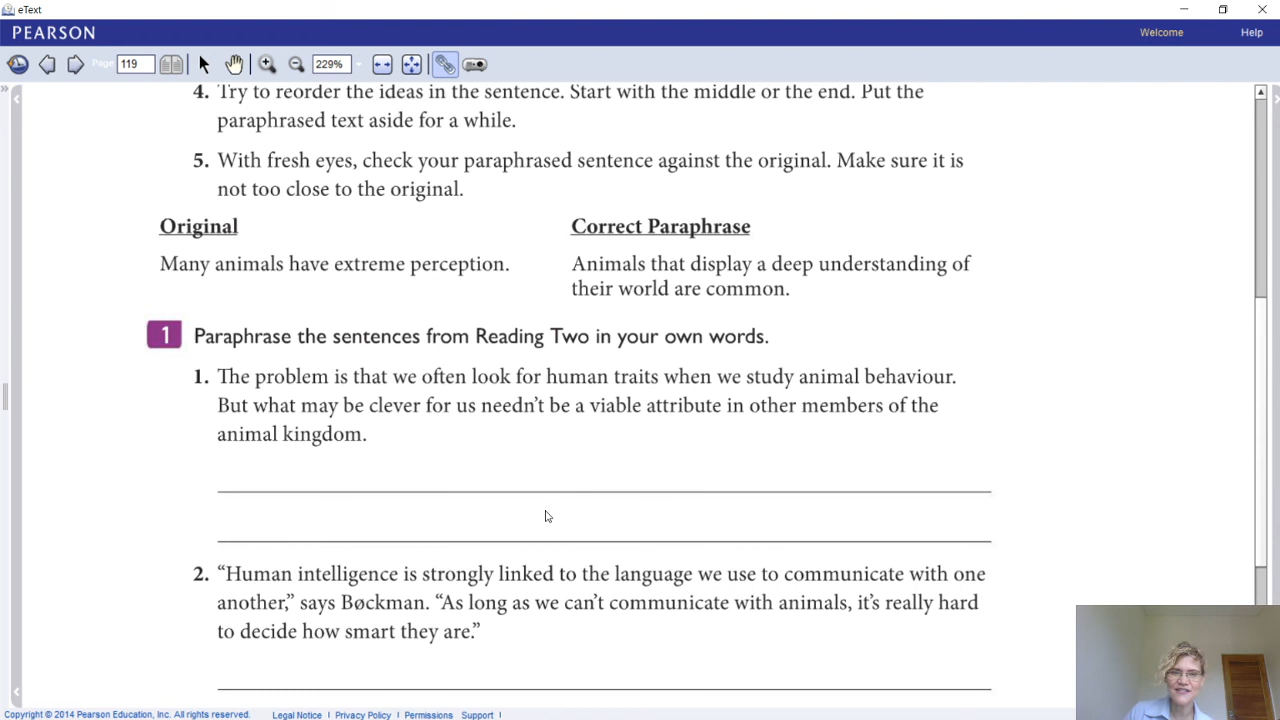 eText
PEARSON
Welcome
Help
Page 119
229%
4. Try to reorder the ideas in the sentence. Start with the middle or the end. Put the
paraphrased text aside for a while.
5. With fresh eyes, check your paraphrased sentence against the original. Make sure it is
not too close to the original.
Original
Correct Paraphrase
Many animals have extreme perception.
Animals that display a deep understanding of
their world are common.
1 Paraphrase the sentences from Reading Two in your own words.
1. The problem is that we often look for human traits when we study animal behaviour.
But what may be clever for us needn’t be a viable attribute in other members of the
animal kingdom.
2. “Human intelligence is strongly linked to the language we use to communicate with one
another,” says Bøckman. “As long as we can’t communicate with animals, it’s really hard
to decide how smart they are.”
Copyright © 2014 Pearson Education, Inc. All rights reserved. Legal Notice | Privacy Policy | Permissions Support |